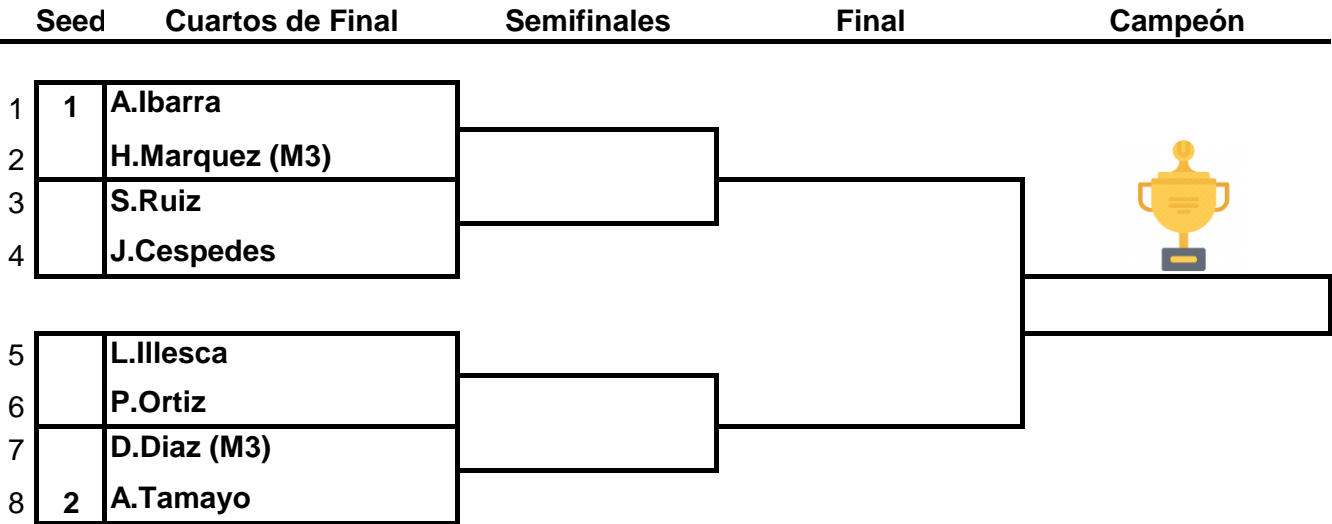 Seed Cuartos de Final Semifinales Final Campeón
1 1 A.Ibarra
2 H.Marquez (M3)
3 S.Ruiz
4 J.Cespedes
5 L.Illesca
6 P.Ortiz
7 D.Diaz (M3)
8 2 A.Tamayo